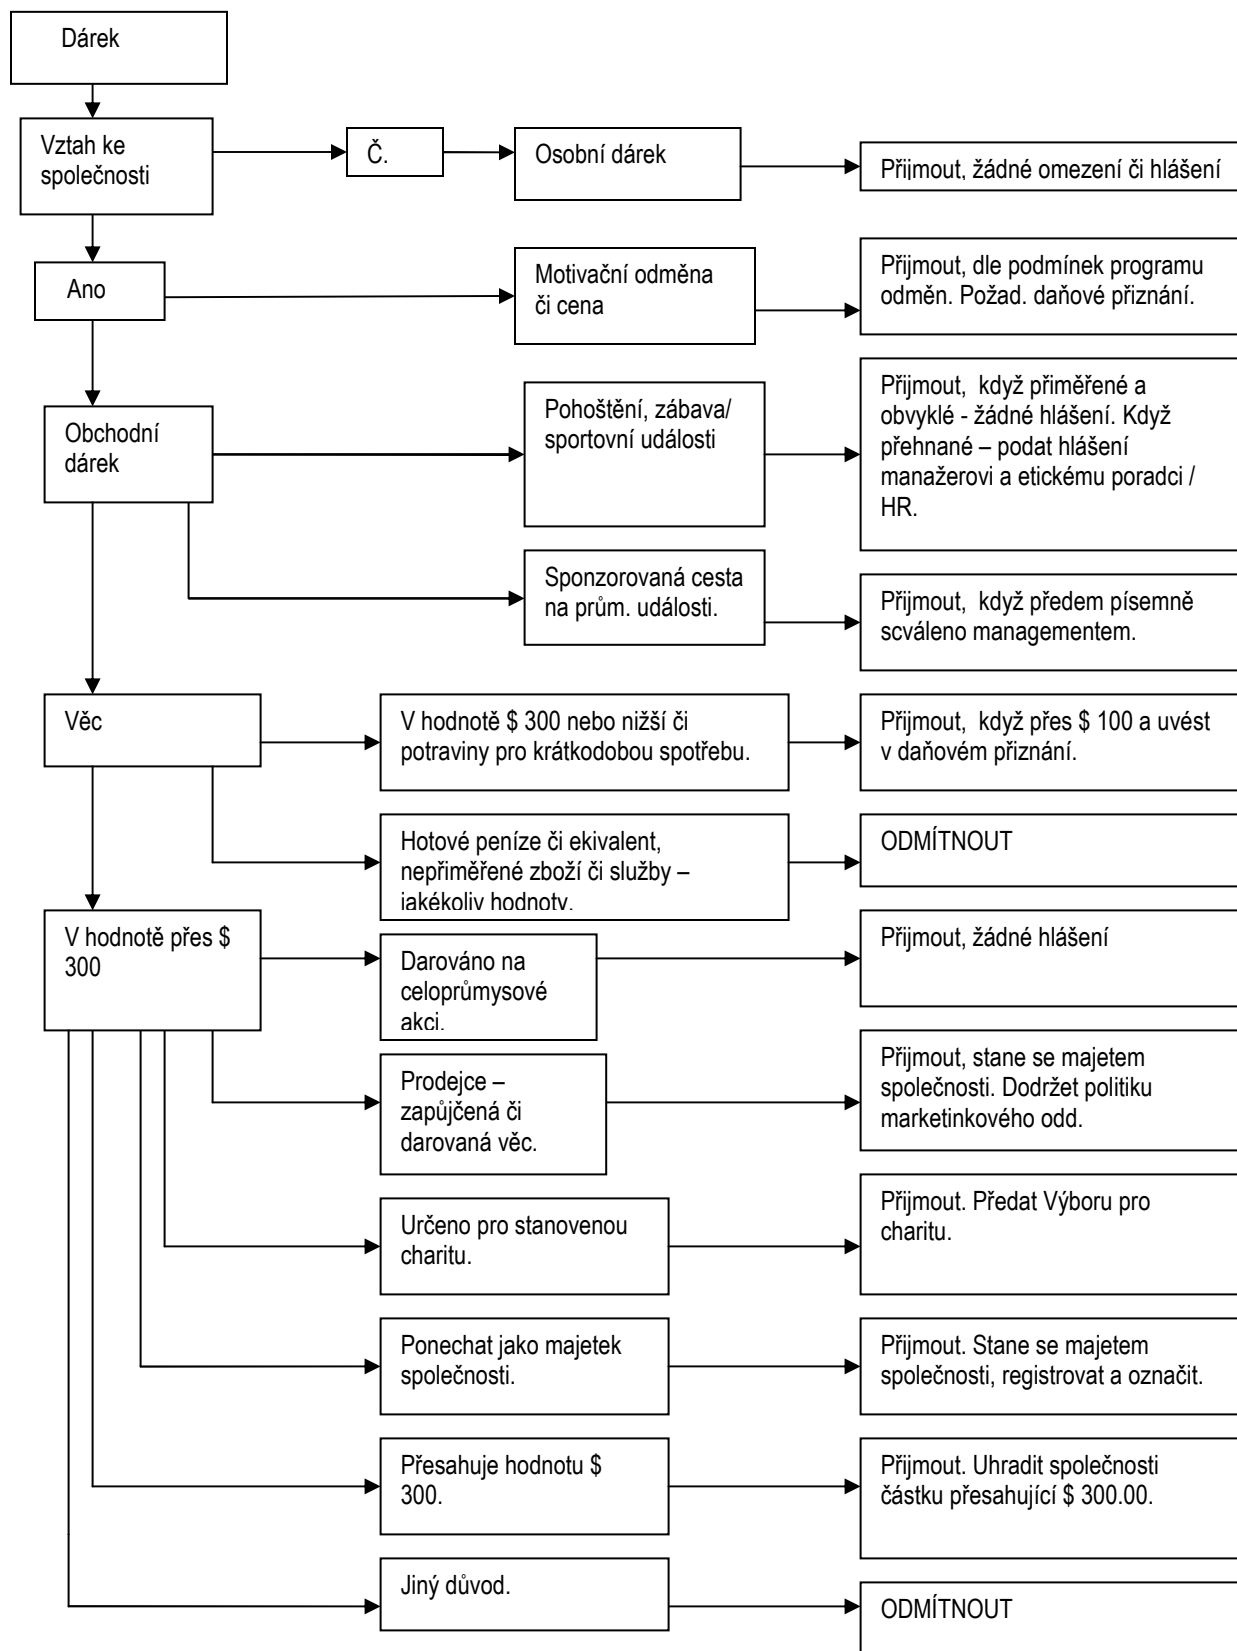 Dárek
Vztah ke
společnosti
Č.
Osobní dárek
Přijmout, žádné omezení či hlášení
Ano
Motivační odměna
či cena
Přijmout, dle podmínek programu
odměn. Požad. daňové přiznání.
Obchodní
dárek
Pohoštění, zábava/
sportovní události
Přijmout, když přiměřené a
obvyklé - žádné hlášení. Když
přehnané – podat hlášení
manažerovi a etickému poradci /
HR.
Sponzorovaná cesta
na prům. události.
Přijmout, když předem písemně
scváleno managementem.
Věc
V hodnotě $ 300 nebo nižší či
potraviny pro krátkodobou spotřebu.
Přijmout, když přes $ 100 a uvést
v daňovém přiznání.
Hotové peníze či ekivalent,
nepřiměřené zboží či služby –
jakékoliv hodnoty.
ODMÍTNOUT
V hodnotě přes $
300
Darováno na
celoprůmysové
akci.
Přijmout, žádné hlášení
Prodejce –
zapůjčená či
darovaná věc.
Přijmout, stane se majetem
společnosti. Dodržet politiku
marketinkového odd.
Určeno pro stanovenou
charitu.
Přijmout. Předat Výboru pro
charitu.
Ponechat jako majetek
společnosti.
Přijmout. Stane se majetem
společnosti, registrovat a označit.
Přesahuje hodnotu $
300.
Přijmout. Uhradit společnosti
částku přesahující $ 300.00.
Jiný důvod.
ODMÍTNOUT